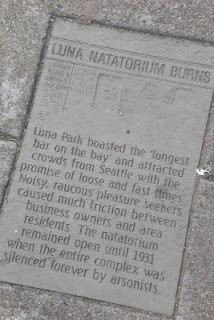 LUNA NATATORIUM BURNS
Luna Park boasted the 'longest
bar on the bay' and attracted
crowds from Seattle with the
promise of loose and fast times.
Noisy, raucous pleasure seekers
caused much friction between
business owners and area
residents. The natatorium
remained open until 1931
when the entire complex was
silenced forever by arsonists.